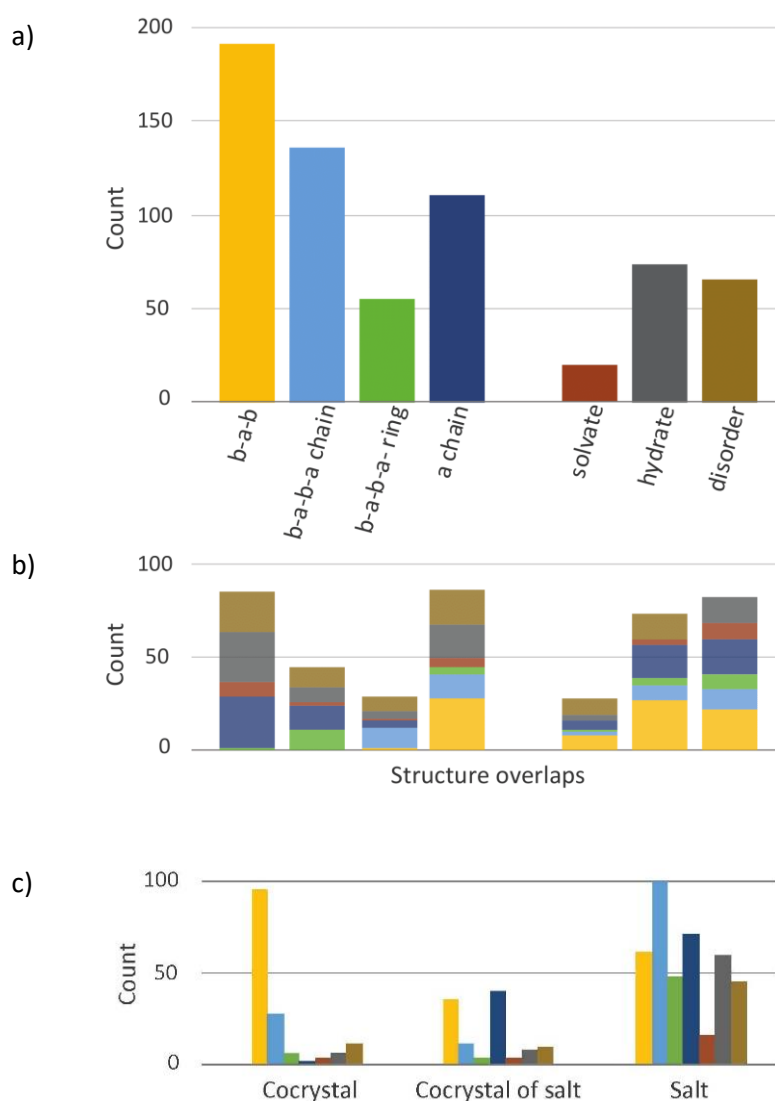 a)
200
150
100
50
0
Count
b-a-b
b-a-b-a chain
b-a-b-a- ring
a chain
solvate
hydrate
disorder
b)
100
50
0
Count
Structure overlaps
c)
100
50
0
Count
Cocrystal
Cocrystal of salt
Salt